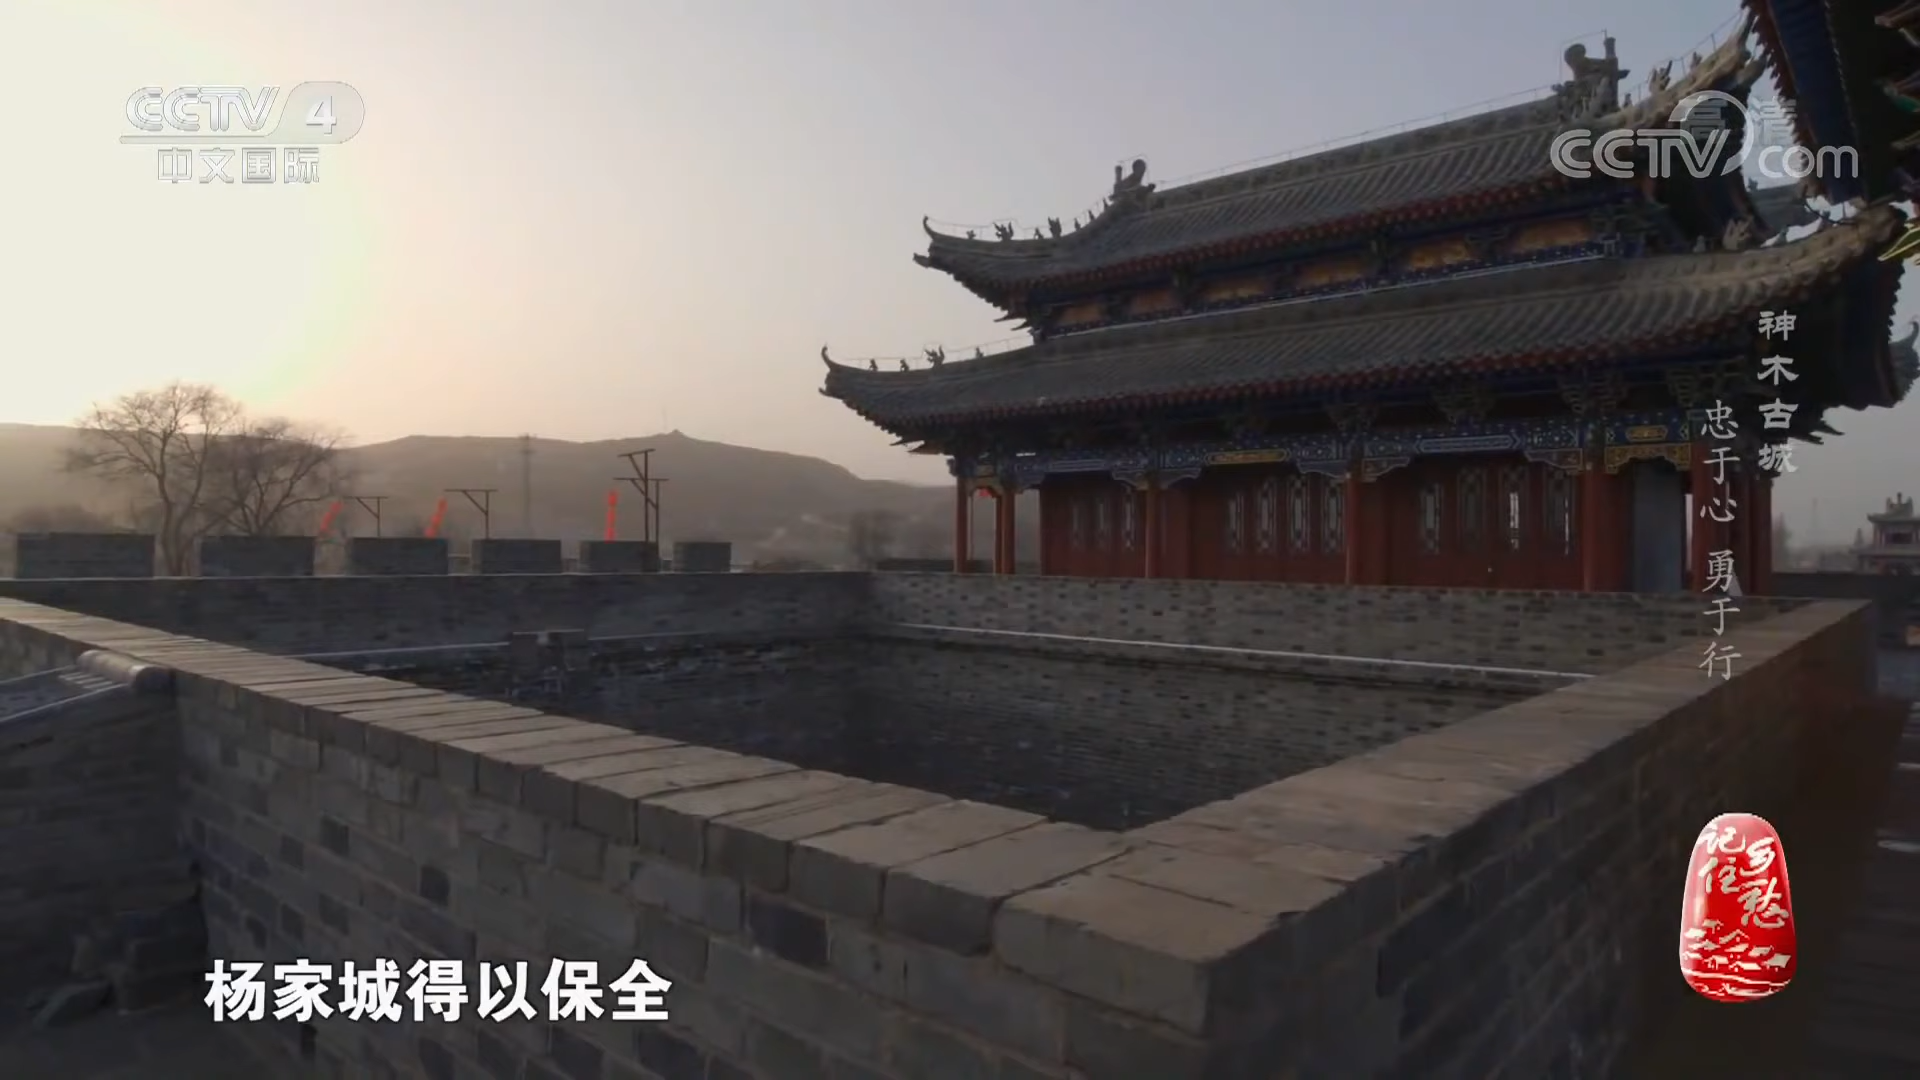 CCTV 4
中文国际
高清
CCTV.com
神木古城
忠于心 勇于行
记住乡愁
杨家城得以保全